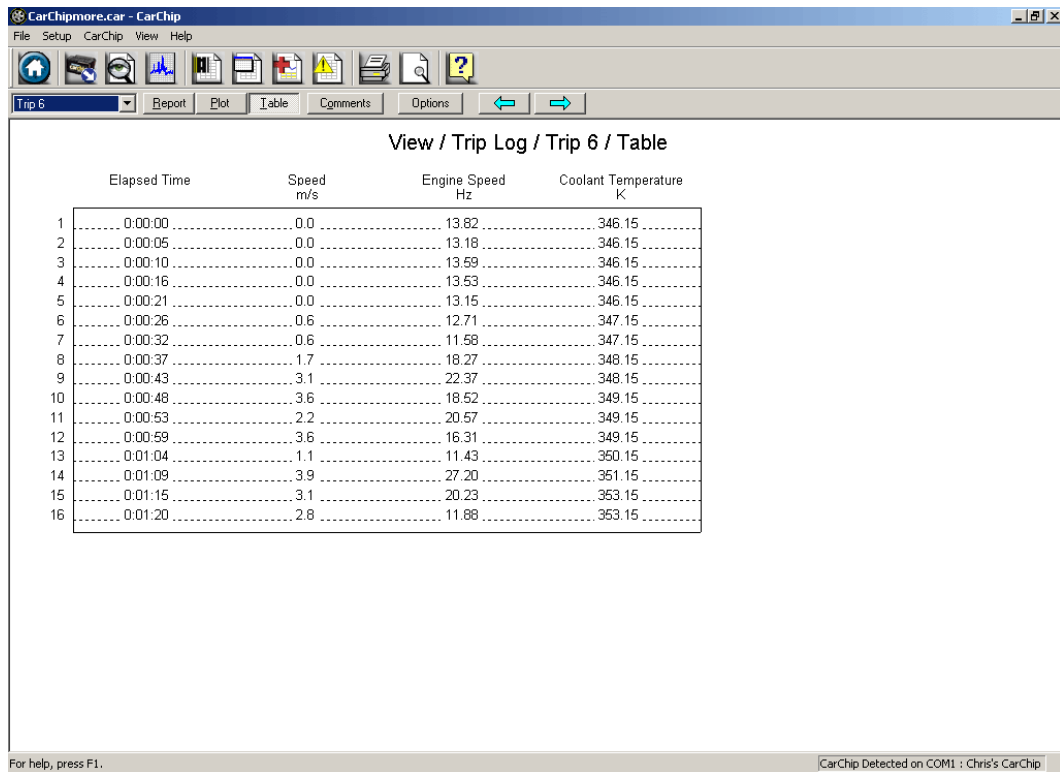 CarChipmore.car - CarChip
File Setup CarChip View Help
Trip 6 Report Plot Table Comments Options
View / Trip Log / Trip 6 / Table
Elapsed Time Speed Engine Speed Coolant Temperature
m/s Hz K
1 0:00:00 0.0 13.82 346.15
2 0:00:05 0.0 13.18 346.15
3 0:00:10 0.0 13.59 346.15
4 0:00:16 0.0 13.53 346.15
5 0:00:21 0.0 13.15 346.15
6 0:00:26 0.6 12.71 347.15
7 0:00:32 0.6 11.58 347.15
8 0:00:37 1.7 18.27 348.15
9 0:00:43 3.1 22.37 348.15
10 0:00:48 3.6 18.52 349.15
11 0:00:53 2.2 20.57 349.15
12 0:00:59 3.6 16.31 349.15
13 0:01:04 1.1 11.43 350.15
14 0:01:09 3.9 27.20 351.15
15 0:01:15 3.1 20.23 353.15
16 0:01:20 2.8 11.88 353.15
For help, press F1. CarChip Detected on COM1 : Chris's CarChip